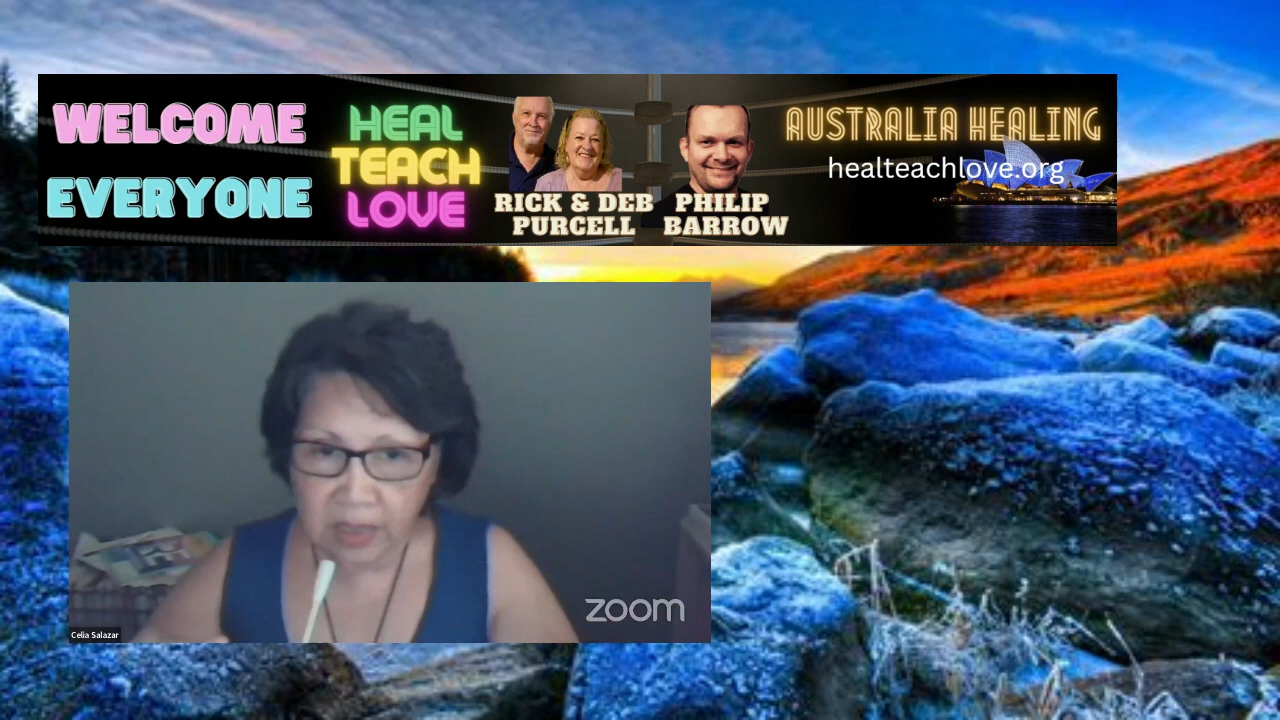 WELCOME
EVERYONE
HEAL
TEACH
LOVE
RICK & DEB
PURCELL
PHILIP
BARROW
AUSTRALIA HEALING
healteachlove.org
zoom
Celia Salazar